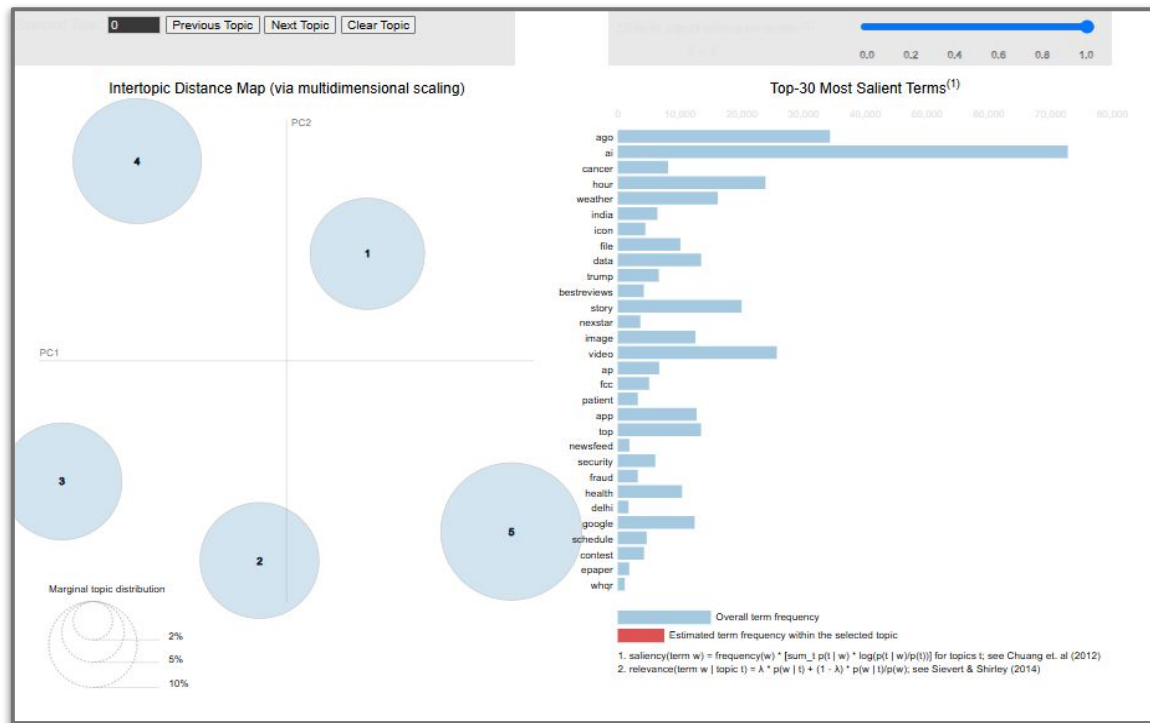 0 Previous Topic Next Topic Clear Topic
0.0 0.2 0.4 0.6 0.8 1.0
Intertopic Distance Map (via multidimensional scaling)
PC2
PC1
4
1
3
2
5
Marginal topic distribution
2%
5%
10%
Top-30 Most Salient Terms(1)
0 10,000 20,000 30,000 40,000 50,000 60,000 70,000 80,000
ago
ai
cancer
hour
weather
india
icon
file
data
trump
bestreviews
story
nexstar
image
video
ap
fcc
patient
app
top
newsfeed
security
fraud
health
delhi
google
schedule
contest
epaper
whqr
Overall term frequency
Estimated term frequency within the selected topic
1. saliency(term w) = frequency(w) * [sum_t p(t | w) * log(p(t | w)/p(t))] for topics t; see Chuang et. al (2012)
2. relevance(term w | topic t) = λ * p(w | t) + (1 - λ) * p(w | t)/p(w); see Sievert & Shirley (2014)